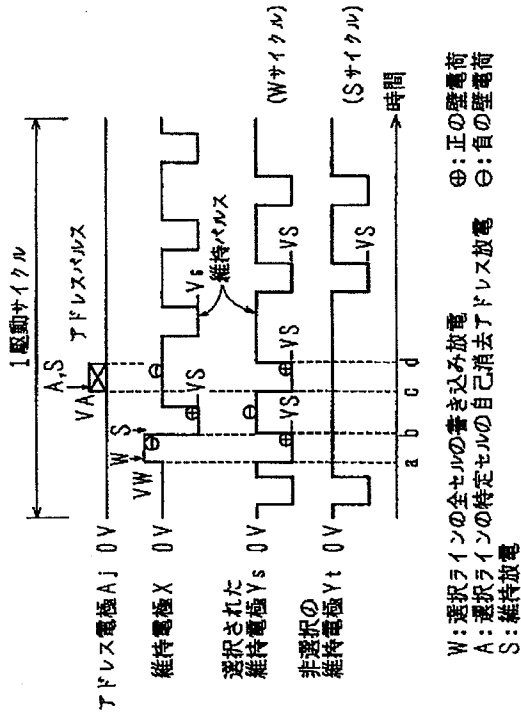 1駆動サイクル
アドレスパルス
A,S
VA
アドレス電極Aj 0V
W
S
VW
VS
Vs
維持パルス
維持電極X 0V
⊖
⊕
⊖
選択された
維持電極Ys 0V
⊕
⊖
⊕
VS
VS
VS
(Wサイクル)
非選択の
維持電極Yt 0V
VS
(Sサイクル)
a
b
c
d
時間
W:選択ラインの全セルの書き込み放電
A:選択ラインの特定セルの自己消去アドレス放電
S:維持放電
⊕:正の壁電荷
⊖:負の壁電荷